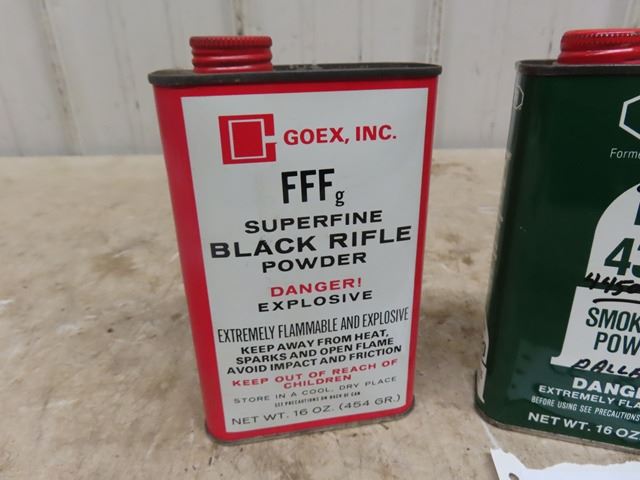 GOEX, INC.
FFFg
SUPERFINE
BLACK RIFLE
POWDER
DANGER!
EXPLOSIVE
EXTREMELY FLAMMABLE AND EXPLOSIVE
KEEP AWAY FROM HEAT,
SPARKS AND OPEN FLAME
AVOID IMPACT AND FRICTION
KEEP OUT OF REACH OF
CHILDREN
STORE IN A COOL, DRY PLACE
SEE PRECAUTIONS ON BACK OF CAN
NET WT. 16 OZ. (454 GR.)
SMOK
POW
DANG
EXTREMELY FLA
BEFORE USING SEE PRECAUTIONS
NET WT. 16 OZ